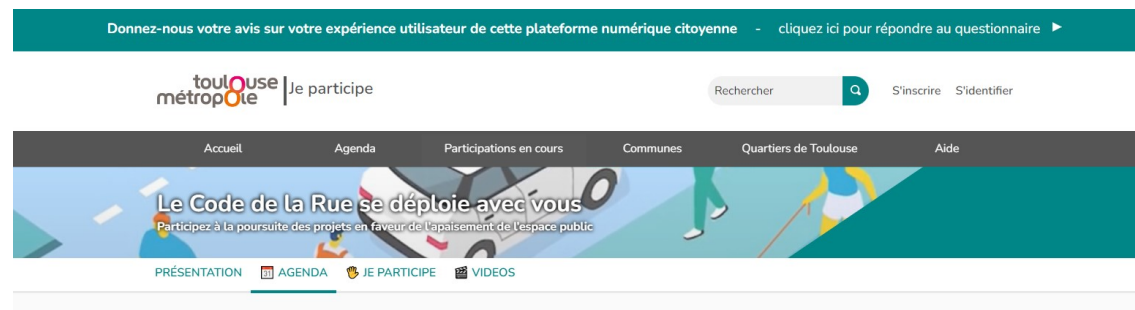 Donnez-nous votre avis sur votre expérience utilisateur de cette plateforme numérique citoyenne - cliquez ici pour répondre au questionnaire ►
toulouse
métropole
Je participe
Rechercher
S'inscrire S'identifier
Accueil Agenda Participations en cours Communes Quartiers de Toulouse Aide
Le Code de la Rue se déploie avec vous
Participez à la poursuite des projets en faveur de l'apaisement de l'espace public
PRÉSENTATION 31 AGENDA JE PARTICIPE VIDEOS